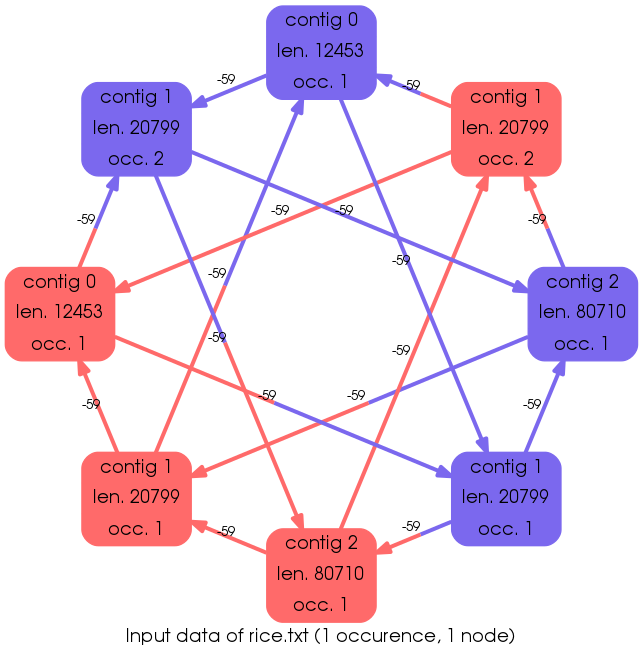 contig 0
len. 12453
occ. 1
-59
-59
contig 1
len. 20799
occ. 2
contig 1
len. 20799
occ. 2
-59
-59
-59
-59
-59
-59
contig 0
len. 12453
occ. 1
contig 2
len. 80710
occ. 1
-59
-59
-59
-59
-59
-59
contig 1
len. 20799
occ. 1
contig 1
len. 20799
occ. 1
-59
-59
contig 2
len. 80710
occ. 1
Input data of rice.txt (1 occurence, 1 node)